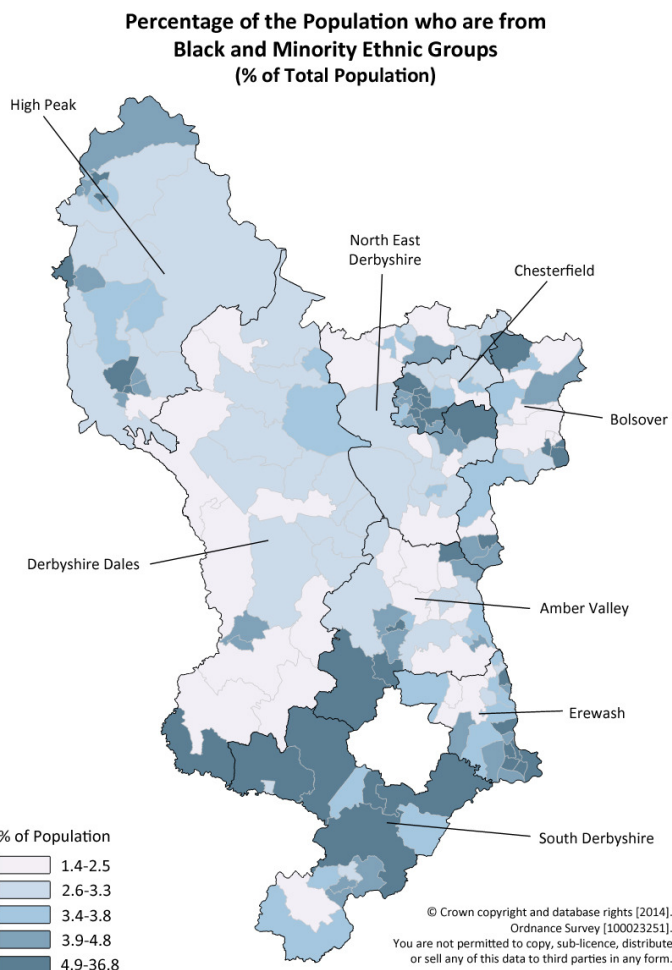 Percentage of the Population who are from
Black and Minority Ethnic Groups
(% of Total Population)
High Peak
North East
Derbyshire
Chesterfield
Bolsover
Derbyshire Dales
Amber Valley
Erewash
South Derbyshire
% of Population
1.4-2.5
2.6-3.3
3.4-3.8
3.9-4.8
4.9-36.8
© Crown copyright and database rights [2014].
Ordnance Survey [100023251].
You are not permitted to copy, sub-licence, distribute
or sell any of this data to third parties in any form.